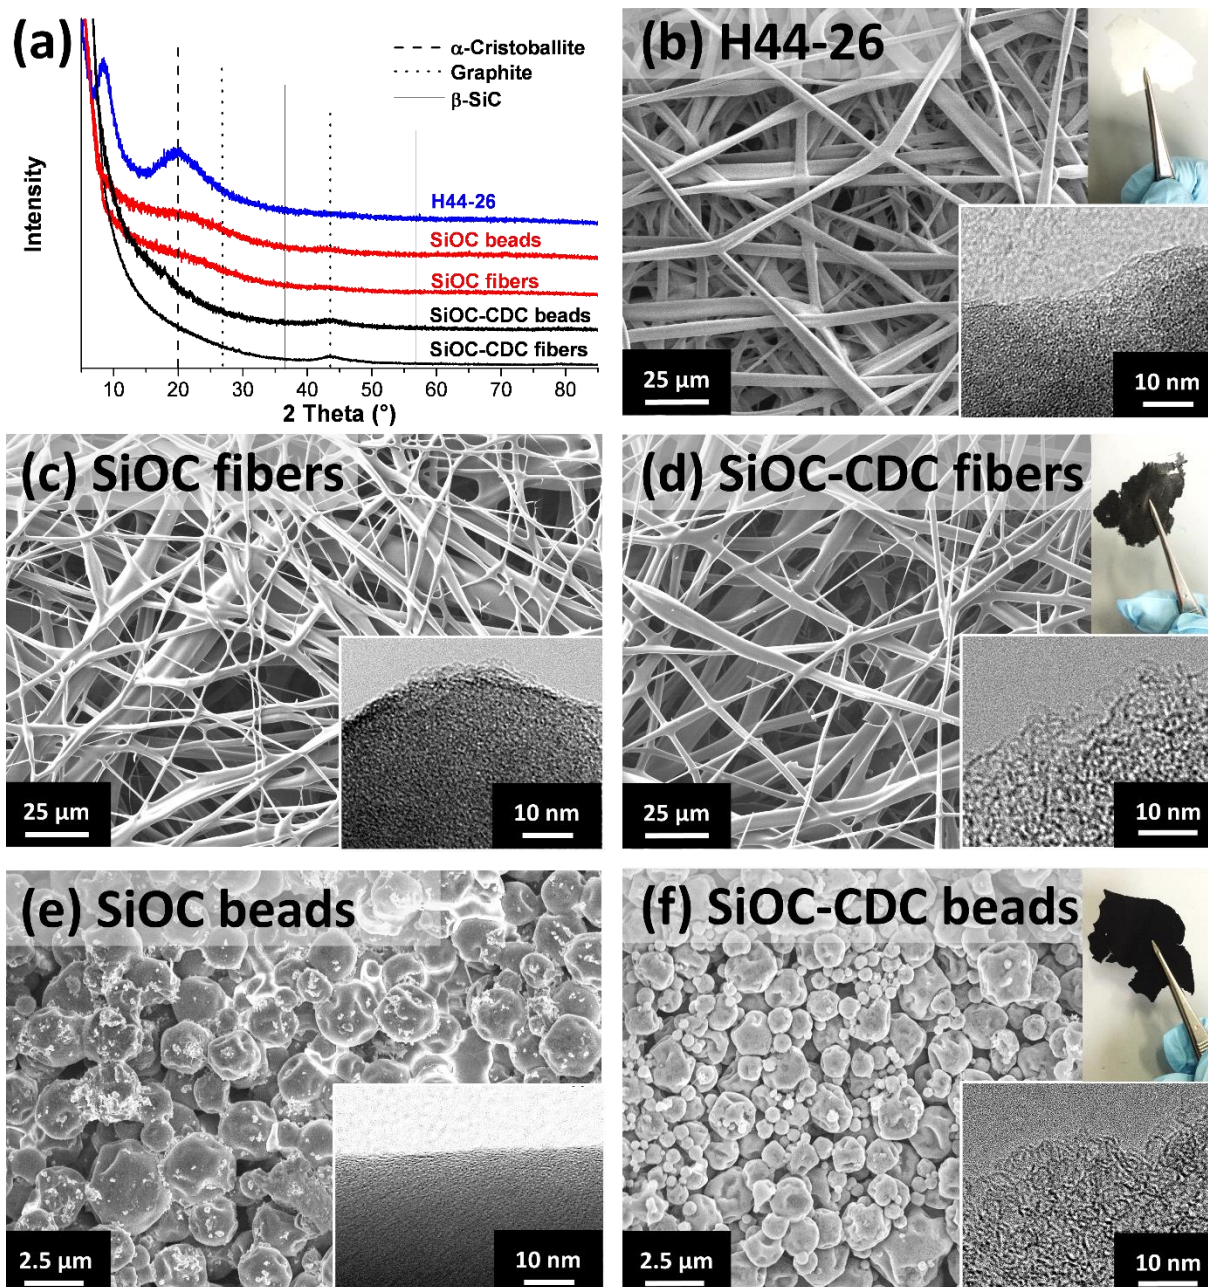 (a)
α-Cristoballite
Graphite
β-SiC
Intensity
H44-26
SiOC beads
SiOC fibers
SiOC-CDC beads
SiOC-CDC fibers
10 20 30 40 50 60 70 80
2 Theta (°)
(b) H44-26
25 µm
10 nm
(c) SiOC fibers
25 µm
10 nm
(d) SiOC-CDC fibers
25 µm
10 nm
(e) SiOC beads
2.5 µm
10 nm
(f) SiOC-CDC beads
2.5 µm
10 nm